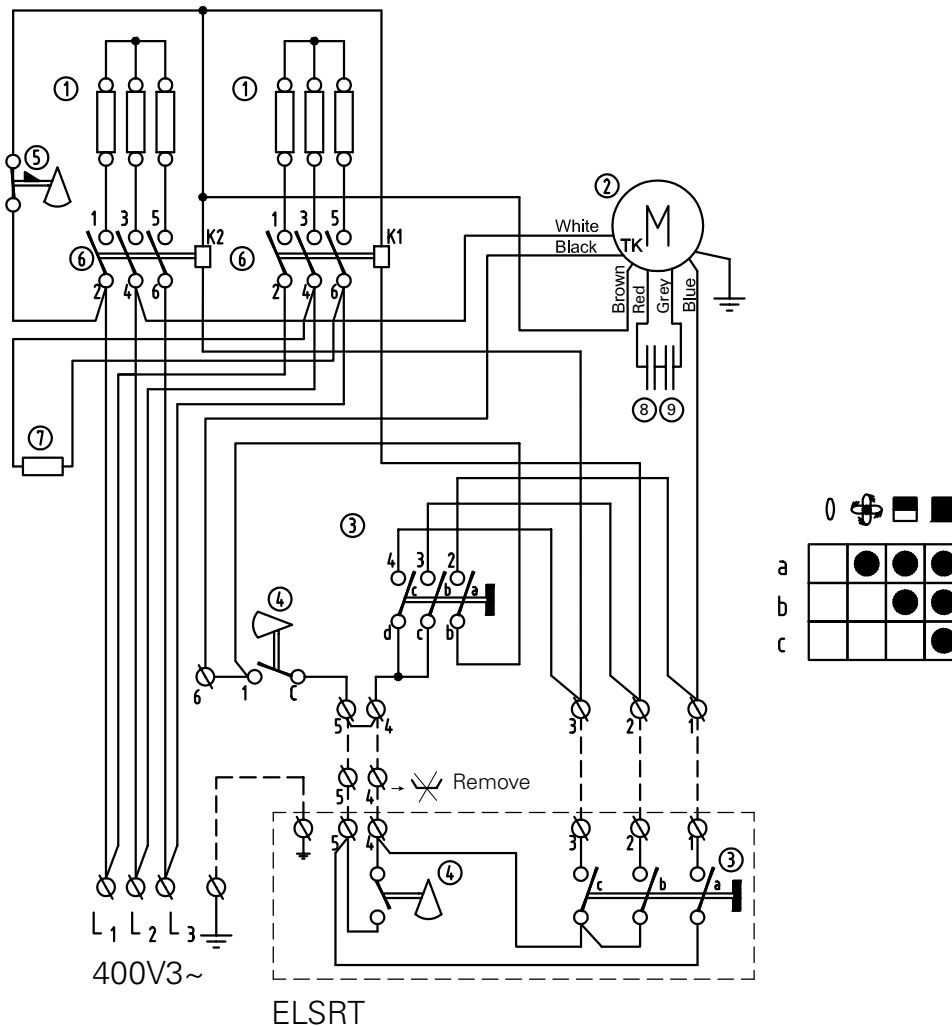 1 1
5 2
M
TK
White
Black
Brown
Red
Grey
Blue
1 3 5 K2
1 3 5 K1
6 6
2 4 6
2 4 6
8 9
7
3
4 3 2
c b a
d c b
4
6 1 C
5 4 3 2 1
5 4 Remove
5 4 3 2 1
4 c b a 3
L1 L2 L3
400V3~
ELSRT
0
a
b
c